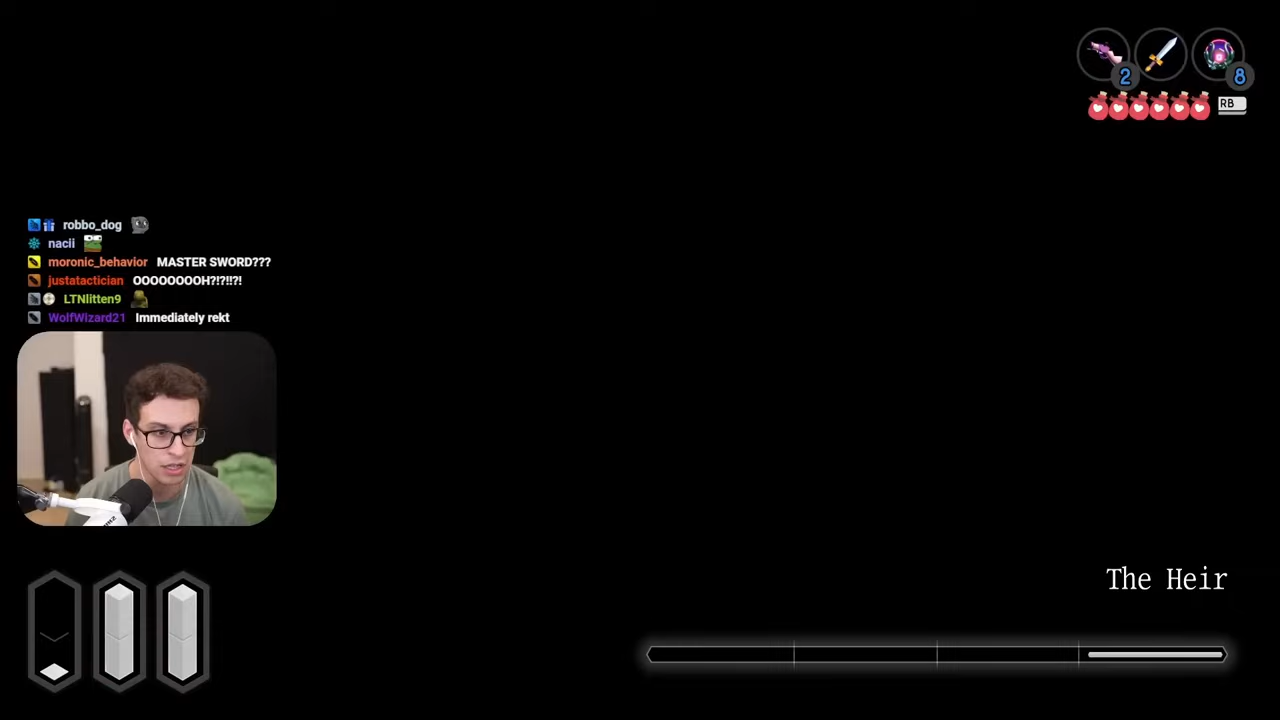 2
8
RB
robbo_dog
nacii
moronic_behavior MASTER SWORD???
justatactician OOOOOOOOH?!?!!?!
LTNlitten9
WolfWizard21 Immediately rekt
The Heir